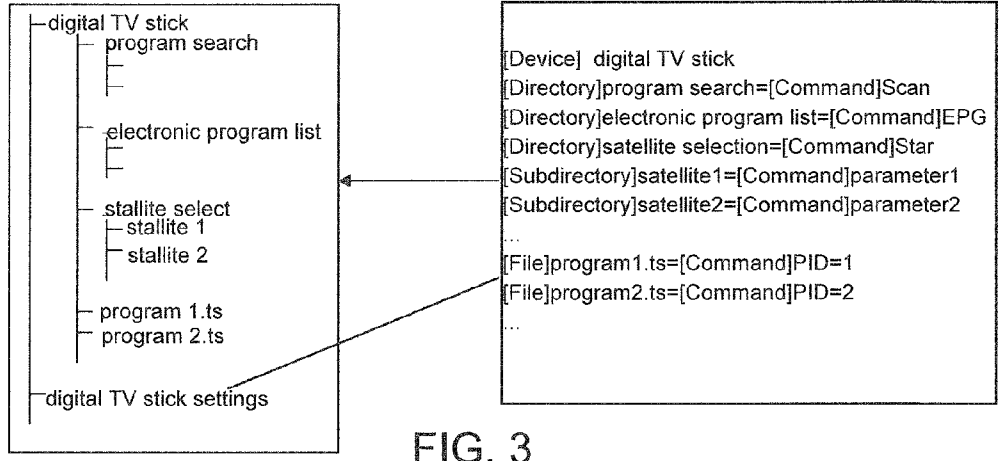 digital TV stick
program search
electronic program list
stallite select
stallite 1
stallite 2
program 1.ts
program 2.ts
digital TV stick settings
[Device] digital TV stick
[Directory]program search=[Command]Scan
[Directory]electronic program list=[Command]EPG
[Directory]satellite selection=[Command]Star
[Subdirectory]satellite1=[Command]parameter1
[Subdirectory]satellite2=[Command]parameter2
...
[File]program1.ts=[Command]PID=1
[File]program2.ts=[Command]PID=2
...
FIG. 3